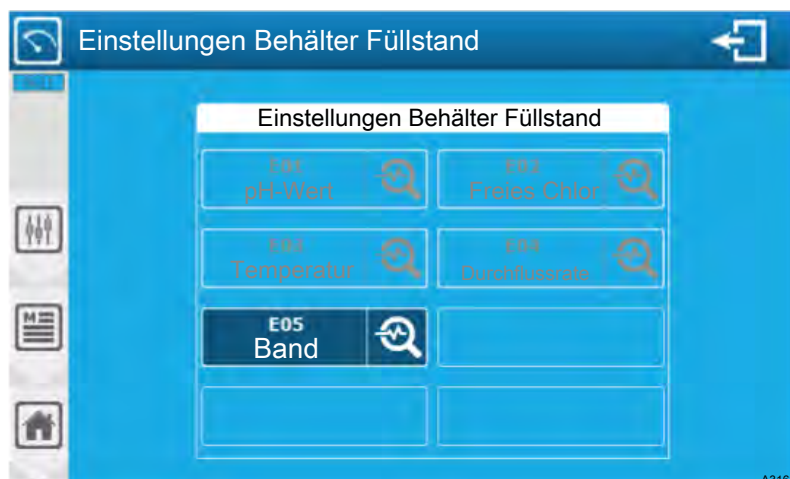 Einstellungen Behälter Füllstand
Einstellungen Behälter Füllstand
E01
pH-Wert
E02
Freies Chlor
E03
Temperatur
E04
Durchflussrate
E05
Band